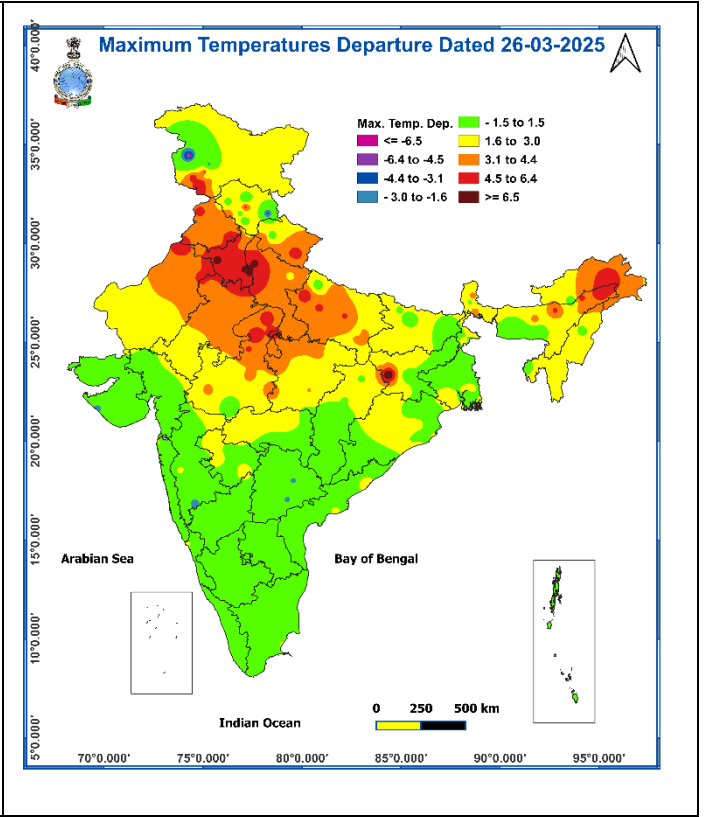 Maximum Temperatures Departure Dated 26-03-2025
Max. Temp. Dep.
<= -6.5
-6.4 to -4.5
-4.4 to -3.1
- 3.0 to -1.6
- 1.5 to 1.5
1.6 to 3.0
3.1 to 4.4
4.5 to 6.4
>= 6.5
40°0.000'
35°0.000'
30°0.000'
25°0.000'
20°0.000'
15°0.000'
10°0.000'
5°0.000'
Arabian Sea
Bay of Bengal
Indian Ocean
0 250 500 km
70°0.000' 75°0.000' 80°0.000' 85°0.000' 90°0.000' 95°0.000'